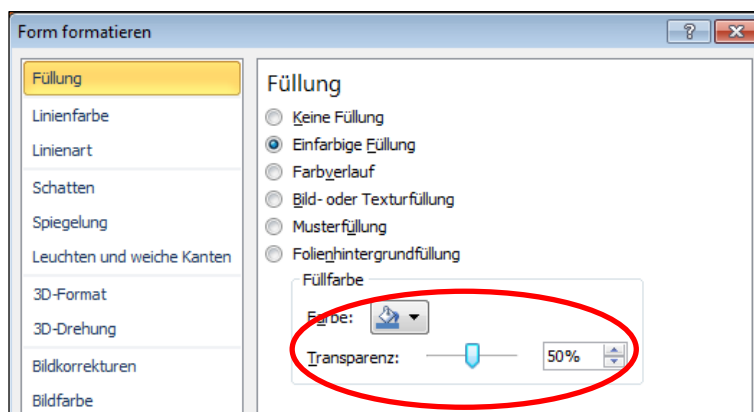 Form formatieren
Füllung
Linienfarbe
Linienart
Schatten
Spiegelung
Leuchten und weiche Kanten
3D-Format
3D-Drehung
Bildkorrekturen
Bildfarbe
Füllung
Keine Füllung
Einfarbige Füllung
Farbverlauf
Bild- oder Texturfüllung
Musterfüllung
Folienhintergrundfüllung
Füllfarbe
Farbe:
Transparenz: 50%